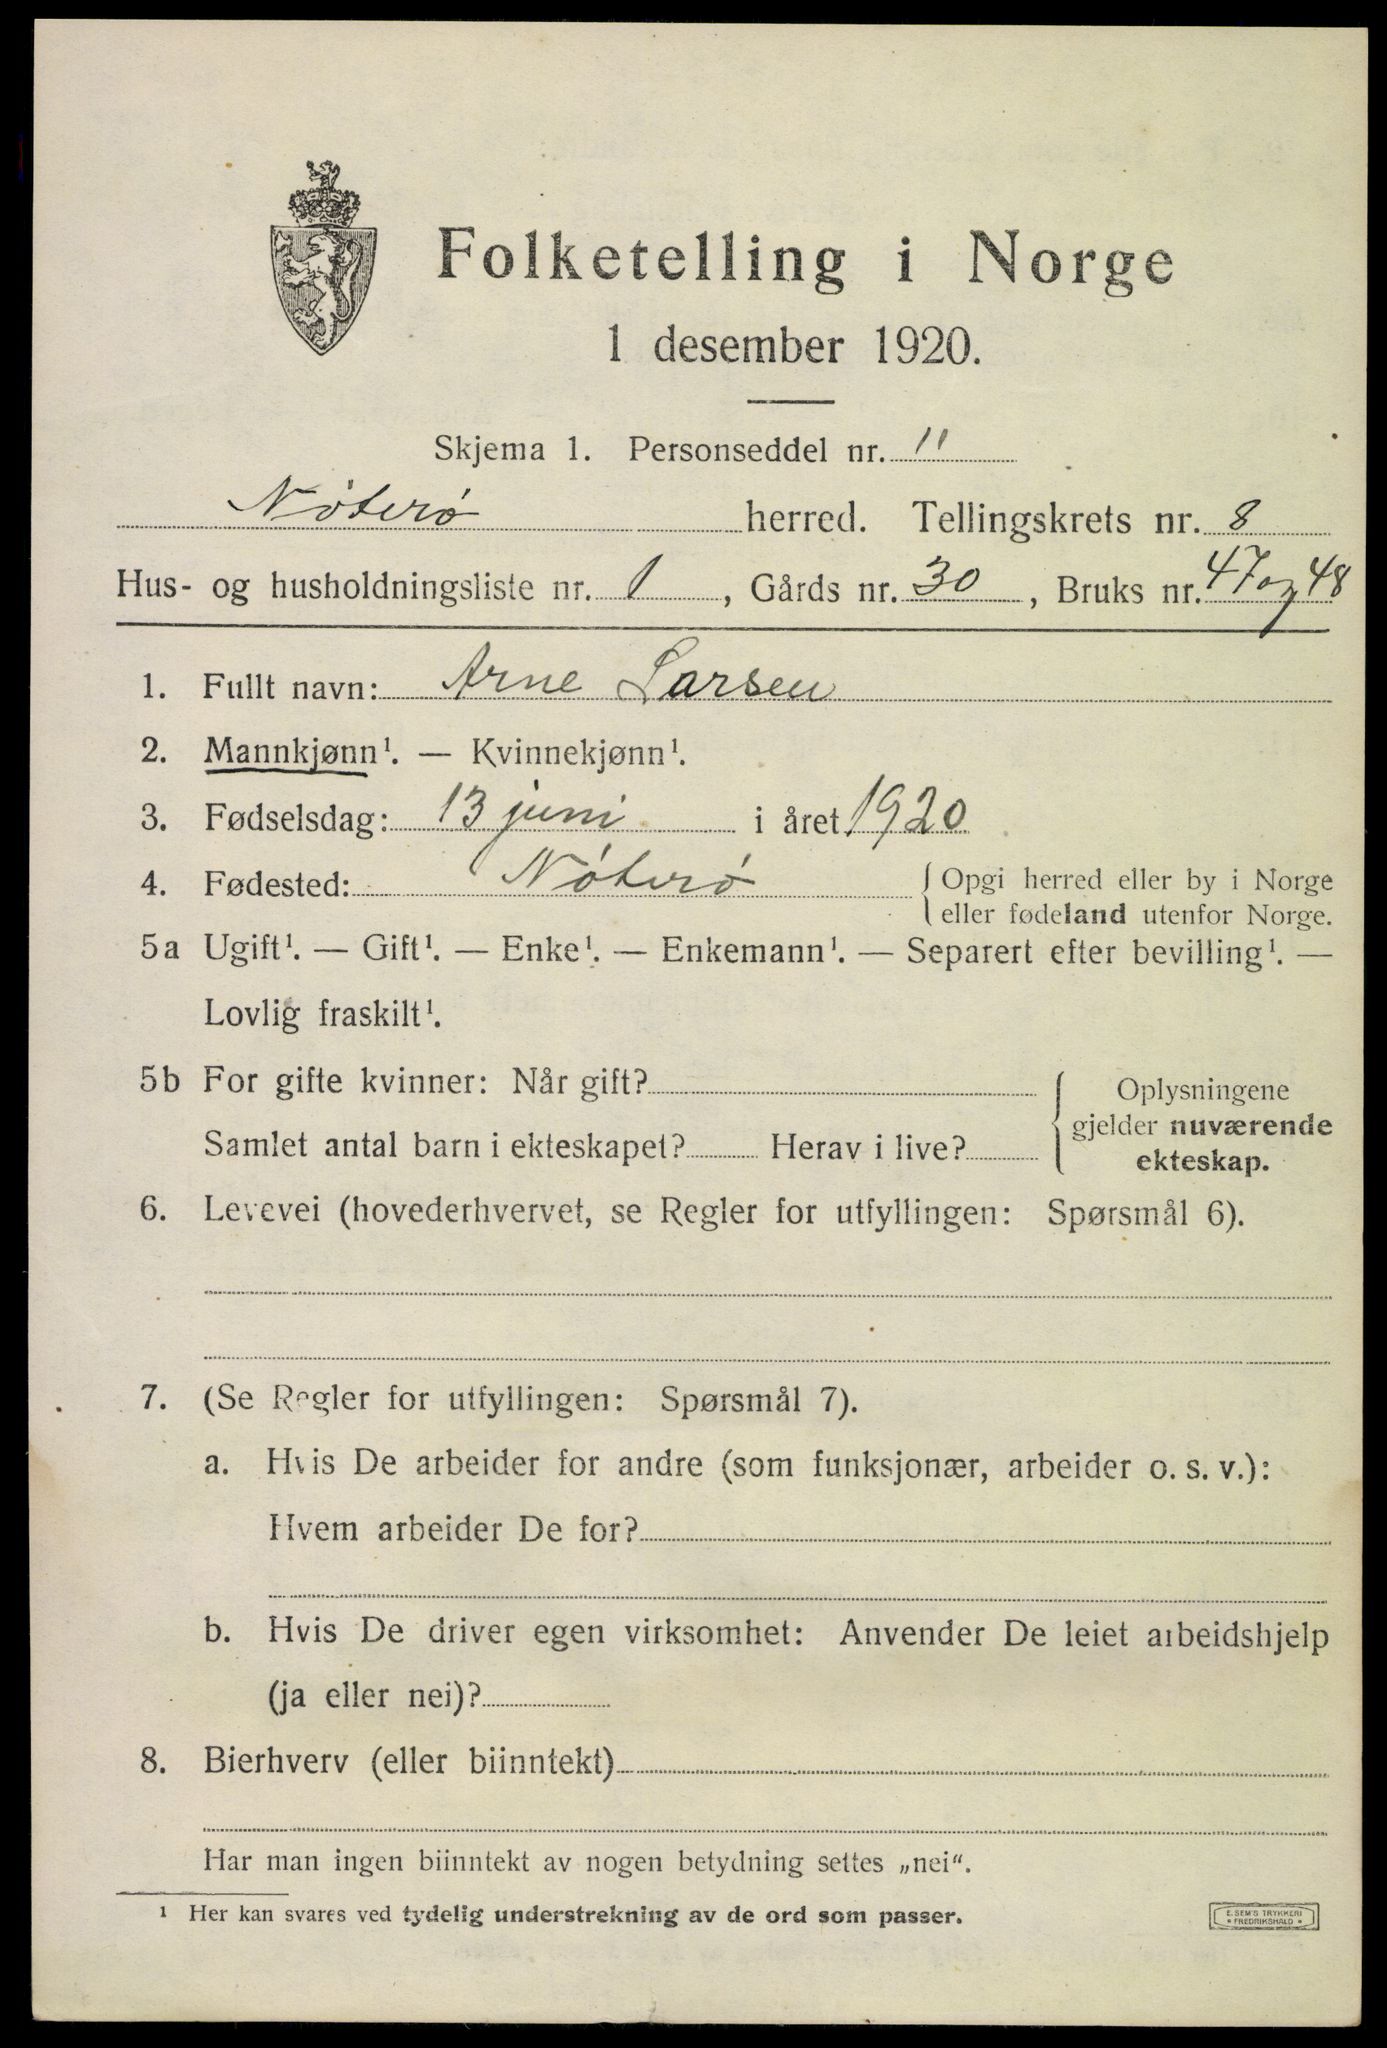 Folketelling i Norge
1 desember 1920.
Skjema 1. Personseddel nr. 11
Nöterö herred. Tellingskrets nr. 8
Hus- og husholdningsliste nr. 1, Gårds nr. 30, Bruks nr. 47 og 48
1. Fullt navn: Arne Larsen
2. Mannkjønn¹. — Kvinnekjønn¹.
3. Fødselsdag: 13 juni i året 1920
4. Fødested: Nöterö { Opgi herred eller by i Norge
eller fødeland utenfor Norge.
5a Ugift¹. — Gift¹. — Enke¹. — Enkemann¹. — Separert efter bevilling¹. —
Lovlig fraskilt¹.
5b For gifte kvinner: Når gift? { Oplysningene
gjelder nuværende
Samlet antal barn i ekteskapet? Herav i live?
ekteskap.
6. Levevei (hovederhvervet, se Regler for utfyllingen: Spørsmål 6).
7. (Se Regler for utfyllingen: Spørsmål 7).
a. Hvis De arbeider for andre (som funksjonær, arbeider o. s. v.):
Hvem arbeider De for?
b. Hvis De driver egen virksomhet: Anvender De leiet arbeidshjelp
(ja eller nei)?
8. Bierhverv (eller biinntekt)
Har man ingen biinntekt av nogen betydning settes „nei“.
¹ Her kan svares ved tydelig understrekning av de ord som passer.
E. SEM'S TRYKKERI
* FREDRIKSHALD *